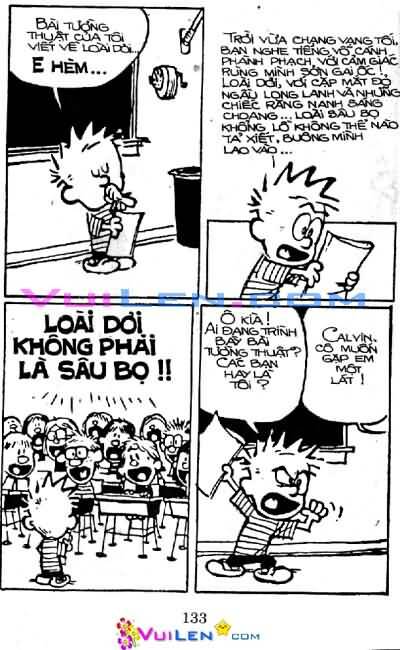 BÀI TƯỜNG
THUẬT CỦA TÔI
VIẾT VỀ LOÀI DƠI...
E HÈM...
TRỜI VỪA CHẠNG VẠNG TỐI,
BẠN NGHE TIẾNG VỖ CÁNH
PHÀNH PHẠCH, VỚI CẢM GIÁC
RÙNG MÌNH SỞN GAI ỐC!
LOÀI DƠI, VỚI CẶP MẮT ĐỎ
NGẦU LONG LANH VÀ NHỮNG
CHIẾC RĂNG NANH SÁNG
CHOANG... LOÀI SÂU BỌ
KHỔNG LỒ KHÔNG THỂ NÀO
TẢ XIẾT, BUÔNG MÌNH
LAO VÀO...
VUILEN.COM
LOÀI DƠI
KHÔNG PHẢI
LÀ SÂU BỌ!!
Ô KÌA!
AI ĐANG TRÌNH
BÀY BÀI
TƯỜNG THUẬT?
CÁC BẠN
HAY LÀ
TÔI?
CALVIN,
CÔ MUỐN
GẶP EM
MỘT
LÁT!
133
VUILEN.COM